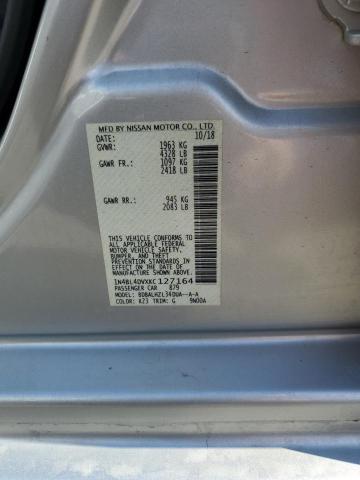 MFD BY NISSAN MOTOR CO., LTD.
DATE: 10/18
GVWR: 1963 KG
4328 LB
GAWR FR: 1097 KG
2418 LB
GAWR RR: 945 KG
2083 LB
THIS VEHICLE CONFORMS TO ALL
APPLICABLE FEDERAL MOTOR
VEHICLE SAFETY,
BUMPER, AND THEFT
PREVENTION STANDARDS
IN EFFECT ON THE DATE OF
MANUFACTURE SHOWN ABOVE.
1N4BL4DVXKC127164
PASSENGER CAR 879
MODEL: BDBALHZL34DUA--A-A
COLOR: K23 TRIM: G 9N00A